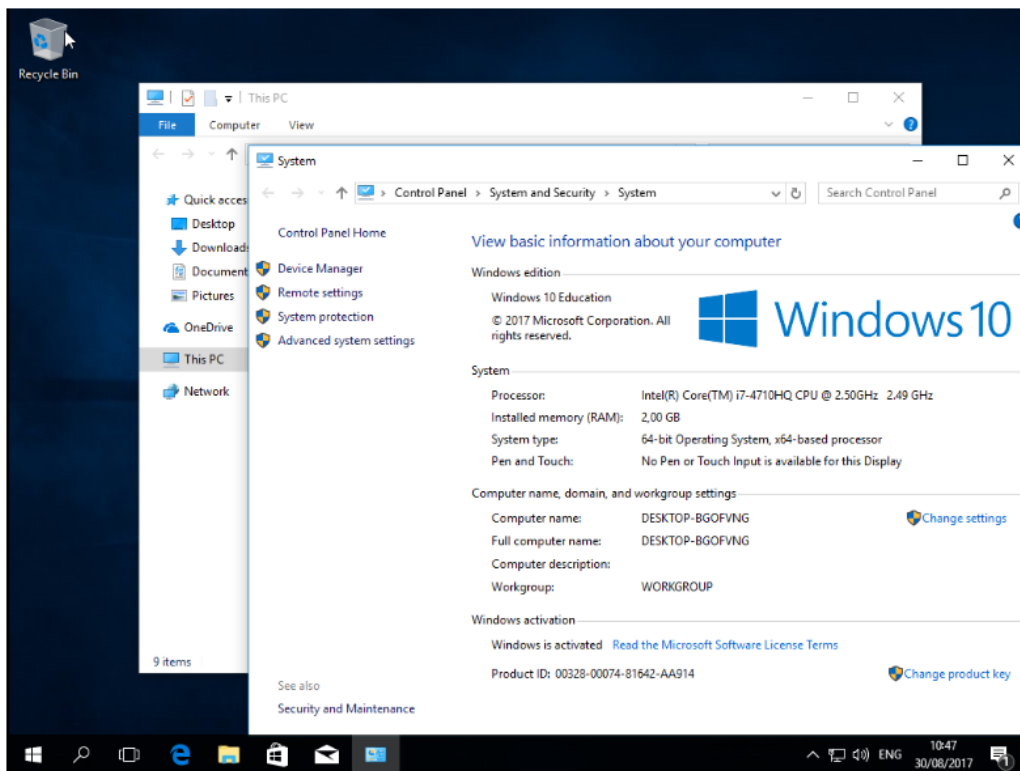 Recycle Bin
This PC
File Computer View
System
Control Panel > System and Security > System
Search Control Panel
Quick acces
Desktop
Download
Document
Pictures
OneDrive
This PC
Network
9 items
Control Panel Home
Device Manager
Remote settings
System protection
Advanced system settings
See also
Security and Maintenance
View basic information about your computer
Windows edition
Windows 10 Education
© 2017 Microsoft Corporation. All
rights reserved.
Windows 10
System
Processor: Intel(R) Core(TM) i7-4710HQ CPU @ 2.50GHz 2.49 GHz
Installed memory (RAM): 2,00 GB
System type: 64-bit Operating System, x64-based processor
Pen and Touch: No Pen or Touch Input is available for this Display
Computer name, domain, and workgroup settings
Computer name: DESKTOP-BGOFVNG
Change settings
Full computer name: DESKTOP-BGOFVNG
Computer description:
Workgroup: WORKGROUP
Windows activation
Windows is activated Read the Microsoft Software License Terms
Product ID: 00328-00074-81642-AA914
Change product key
ENG
10:47
30/08/2017
1